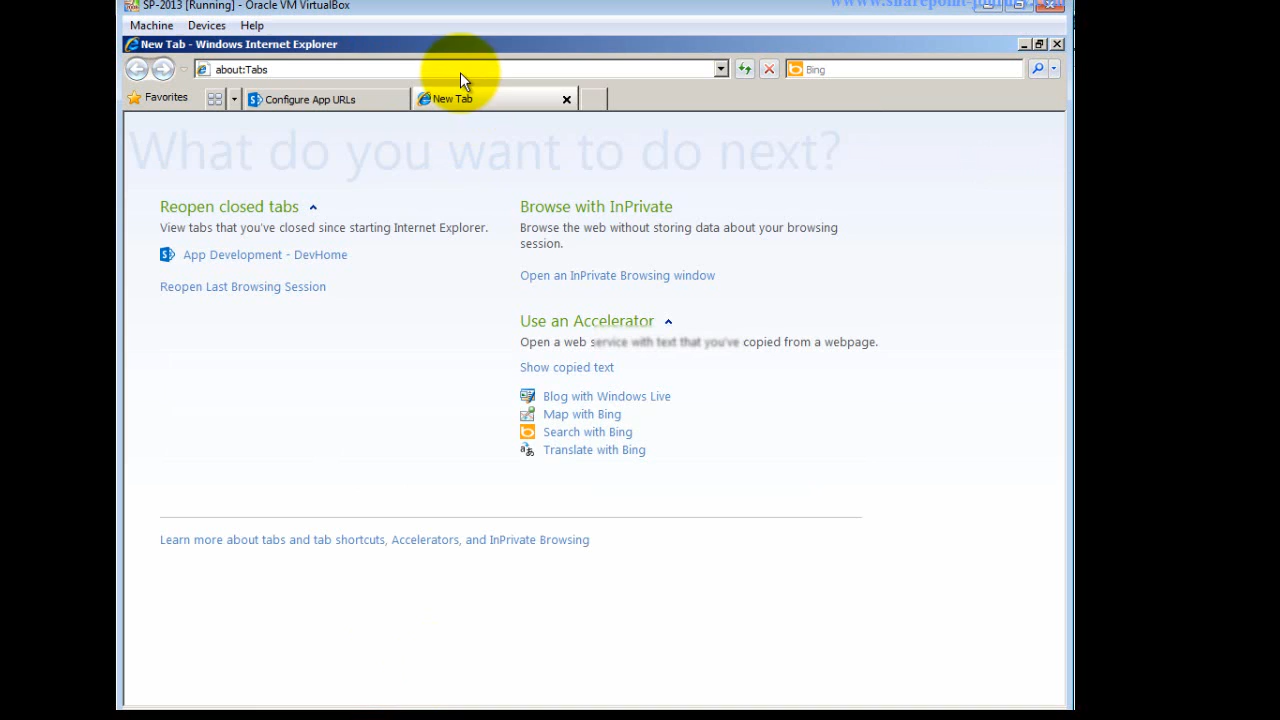 SP-2013 [Running] - Oracle VM VirtualBox
Machine Devices Help
New Tab - Windows Internet Explorer
about:Tabs
Bing
Favorites
Configure App URLs
New Tab
What do you want to do next?
Reopen closed tabs
View tabs that you've closed since starting Internet Explorer.
App Development - DevHome
Reopen Last Browsing Session
Browse with InPrivate
Browse the web without storing data about your browsing
session.
Open an InPrivate Browsing window
Use an Accelerator
Open a web service with text that you've copied from a webpage.
Show copied text
Blog with Windows Live
Map with Bing
Search with Bing
Translate with Bing
Learn more about tabs and tab shortcuts, Accelerators, and InPrivate Browsing